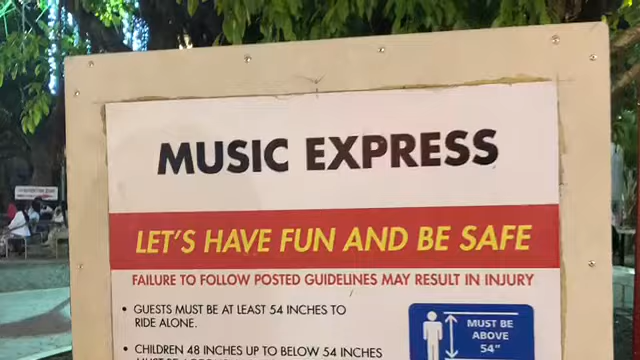 MUSIC EXPRESS
LET'S HAVE FUN AND BE SAFE
FAILURE TO FOLLOW POSTED GUIDELINES MAY RESULT IN INJURY
• GUESTS MUST BE AT LEAST 54 INCHES TO
RIDE ALONE.
• CHILDREN 48 INCHES UP TO BELOW 54 INCHES
MUST BE
MUST BE
ABOVE
54"